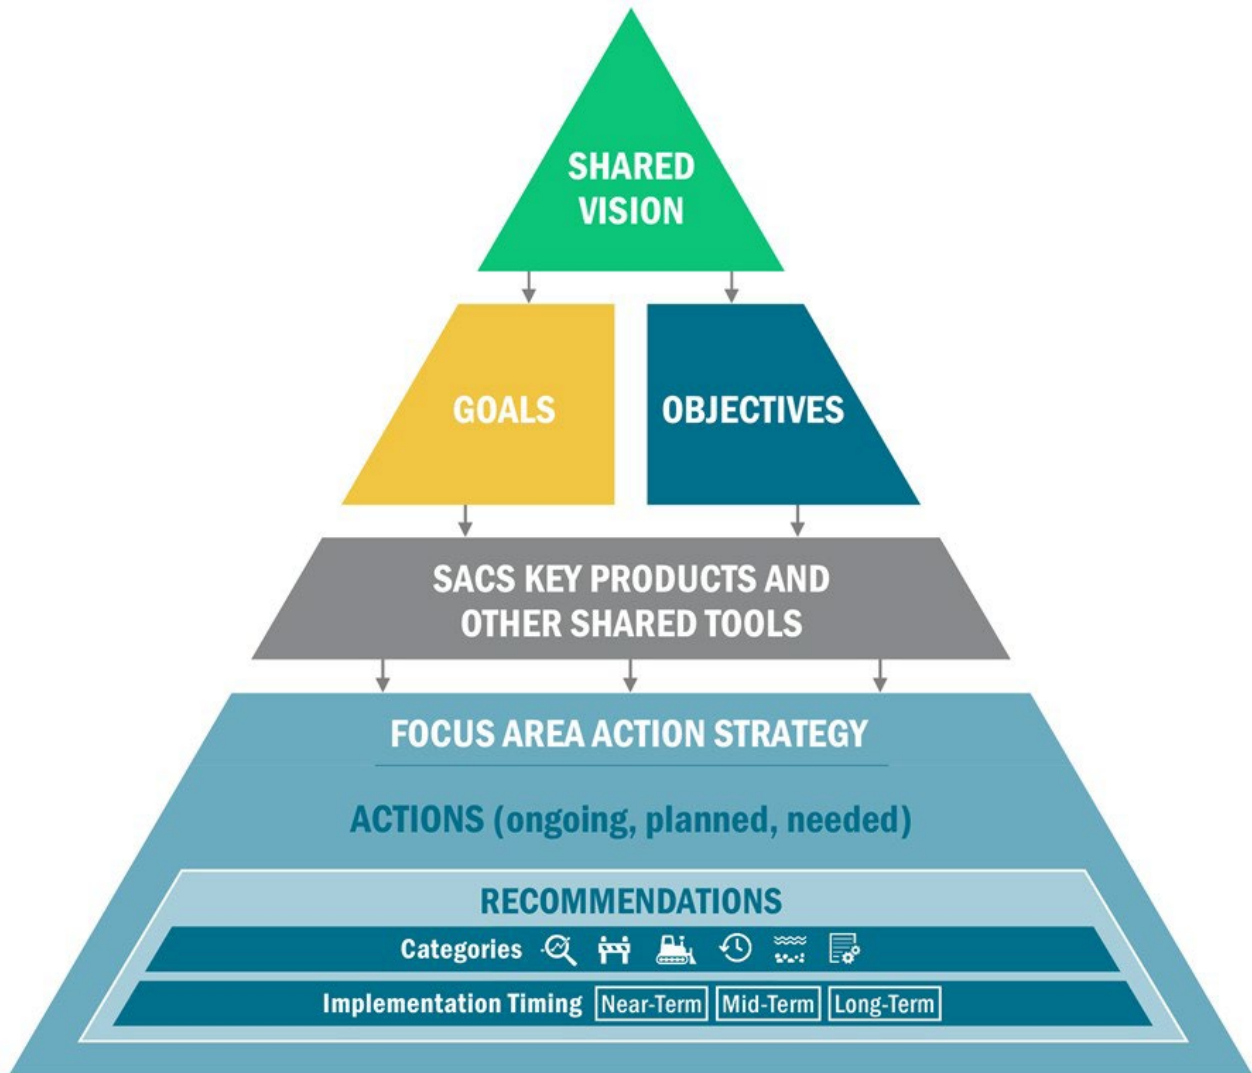 SHARED
VISION
GOALS
OBJECTIVES
SACS KEY PRODUCTS AND
OTHER SHARED TOOLS
FOCUS AREA ACTION STRATEGY
ACTIONS (ongoing, planned, needed)
RECOMMENDATIONS
Categories
Implementation Timing Near-Term Mid-Term Long-Term